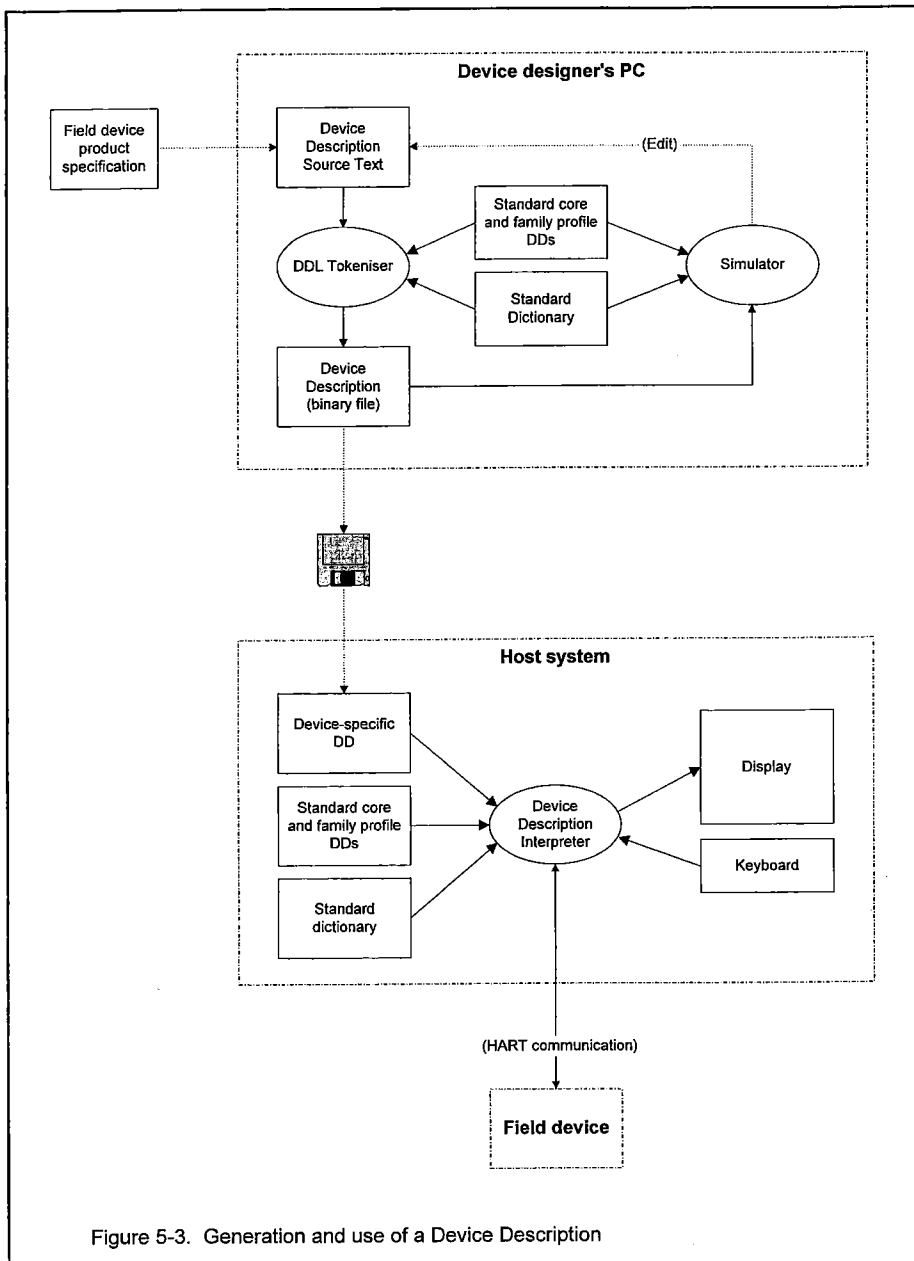 Device designer's PC
Field device
product
specification
Device
Description
Source Text
(Edit)
Standard core
and family profile
DDs
DDL Tokeniser
Simulator
Standard
Dictionary
Device
Description
(binary file)
Host system
Device-specific
DD
Display
Standard core
and family profile
DDs
Device
Description
Interpreter
Keyboard
Standard
dictionary
(HART communication)
Field device
Figure 5-3. Generation and use of a Device Description